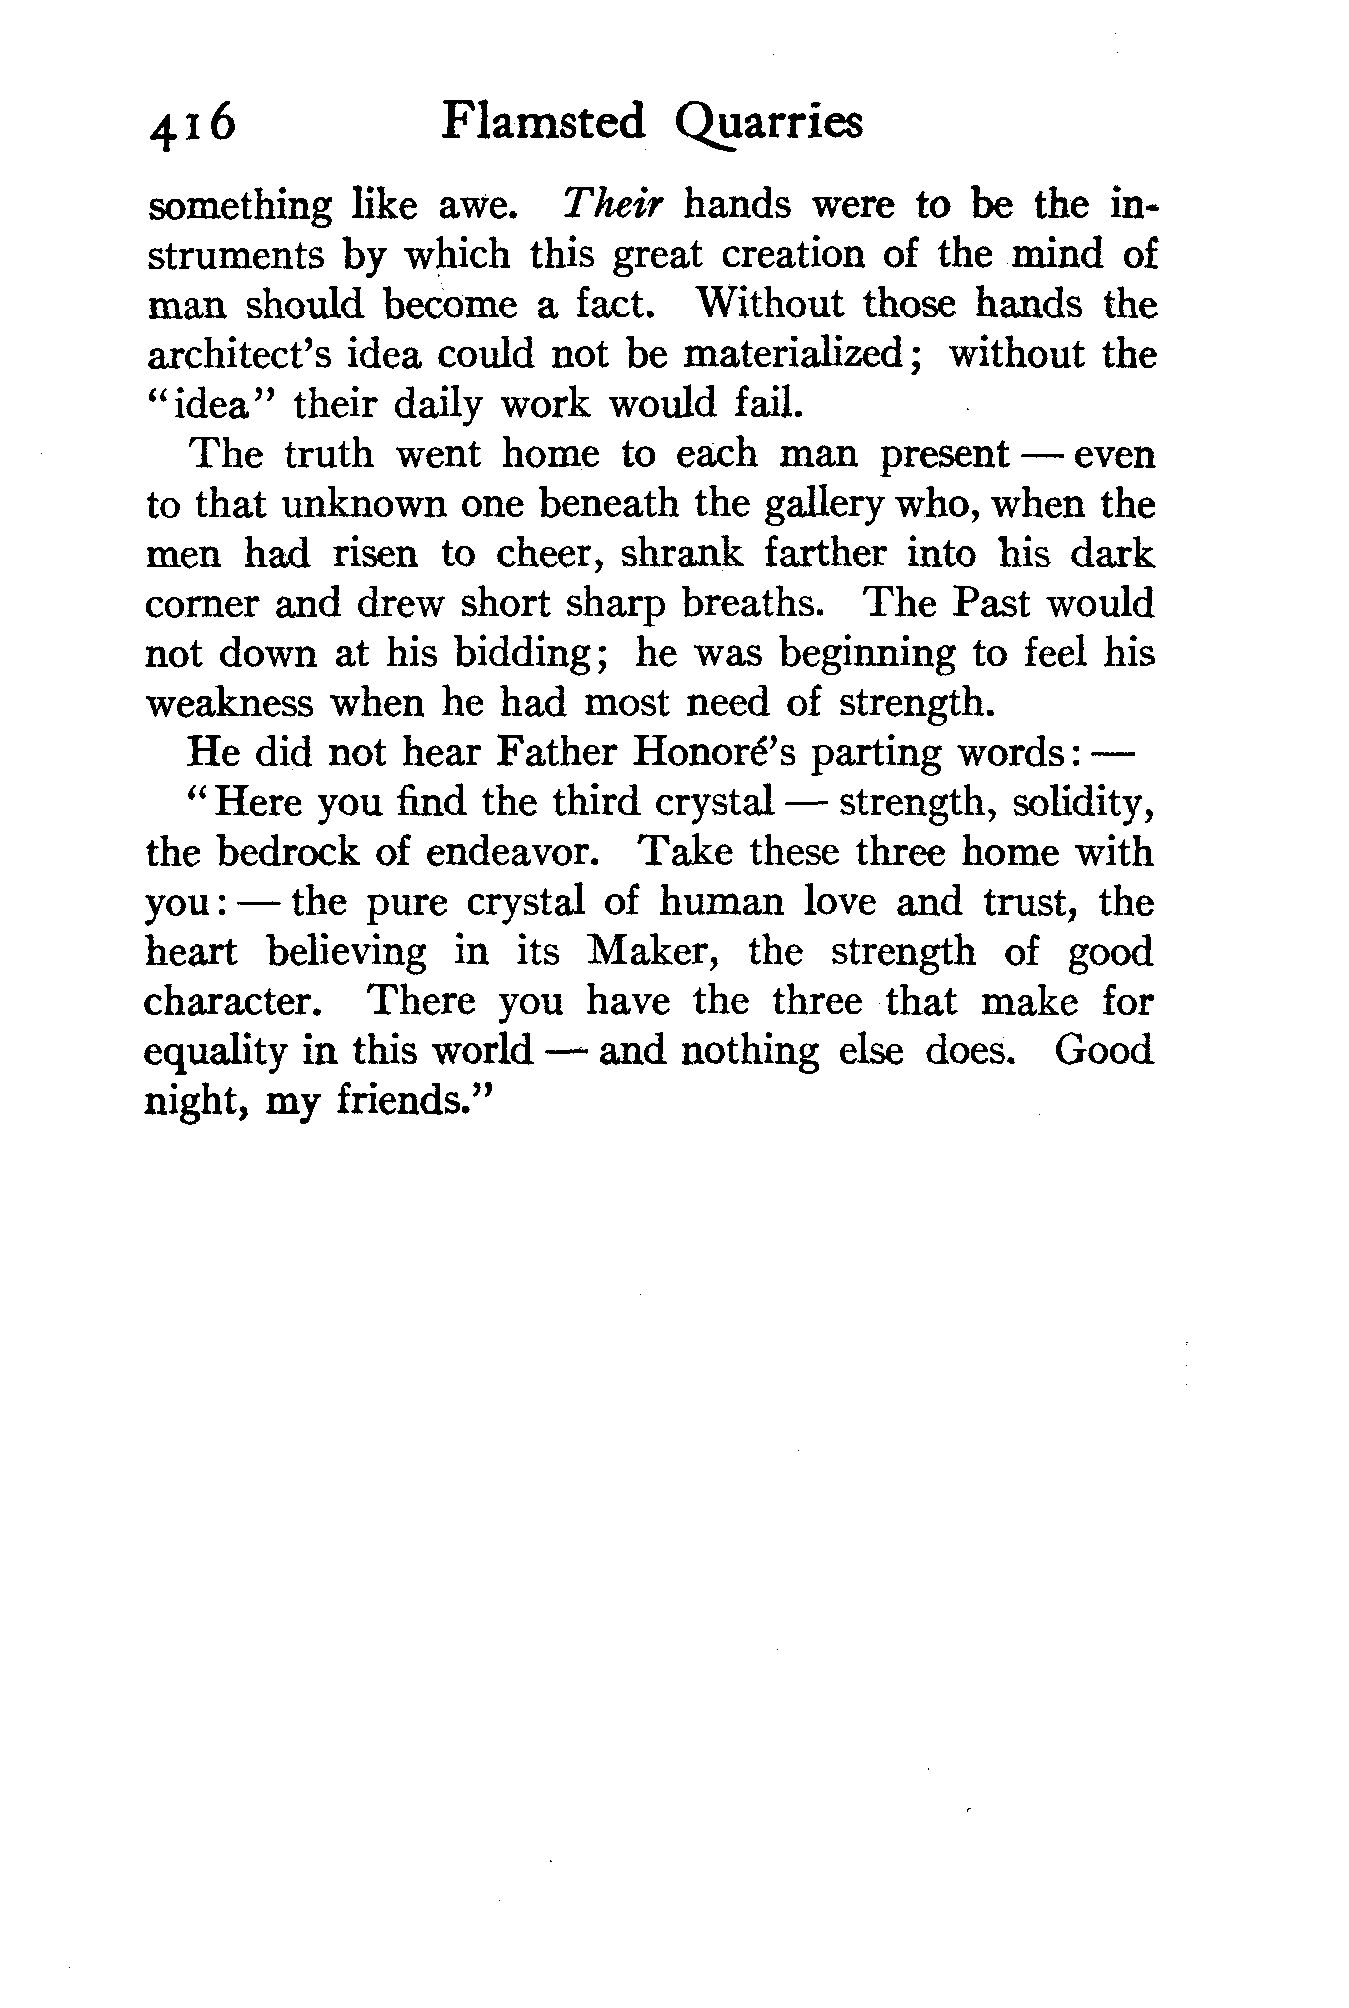 416 Flamsted Quarries
something like awe. Their hands were to be the in-
struments by which this great creation of the mind of
man should become a fact. Without those hands the
architect's idea could not be materialized; without the
"idea" their daily work would fail.
The truth went home to each man present — even
to that unknown one beneath the gallery who, when the
men had risen to cheer, shrank farther into his dark
corner and drew short sharp breaths. The Past would
not down at his bidding; he was beginning to feel his
weakness when he had most need of strength.
He did not hear Father Honoré's parting words: —
"Here you find the third crystal — strength, solidity,
the bedrock of endeavor. Take these three home with
you: — the pure crystal of human love and trust, the
heart believing in its Maker, the strength of good
character. There you have the three that make for
equality in this world — and nothing else does. Good
night, my friends."